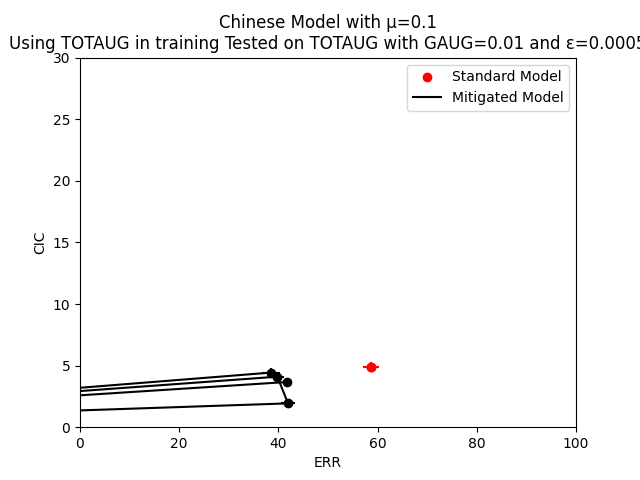 Chinese Model with μ=0.1
Using TOTAUG in training Tested on TOTAUG with GAUG=0.01 and ε=0.0005
30
25
20
15
10
5
0
CIC
0 20 40 60 80 100
ERR
Standard Model
Mitigated Model